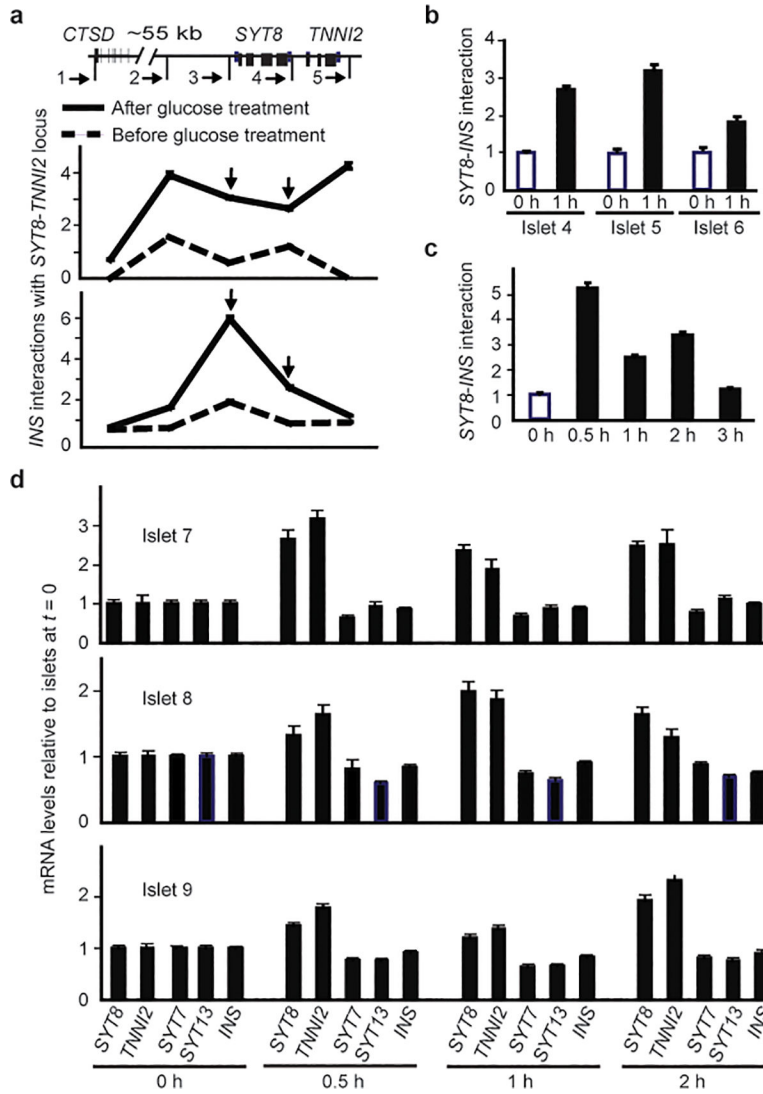 a
CTSD ~55 kb SYT8 TNNI2
1 2 3 4 5
After glucose treatment
Before glucose treatment
INS interactions with SYT8-TNNI2 locus
4
2
0
6
4
2
0
b
SYT8-INS interaction
4
3
2
1
0
0 h 1 h 0 h 1 h 0 h 1 h
Islet 4 Islet 5 Islet 6
c
SYT8-INS interaction
5
4
3
2
1
0
0 h 0.5 h 1 h 2 h 3 h
d
mRNA levels relative to islets at t = 0
Islet 7
3
2
1
0
Islet 8
2
1
0
Islet 9
2
1
0
SYT8 TNNI2 SYT7 SYT13 INS SYT8 TNNI2 SYT7 SYT13 INS SYT8 TNNI2 SYT7 SYT13 INS SYT8 TNNI2 SYT7 SYT13 INS
0 h 0.5 h 1 h 2 h